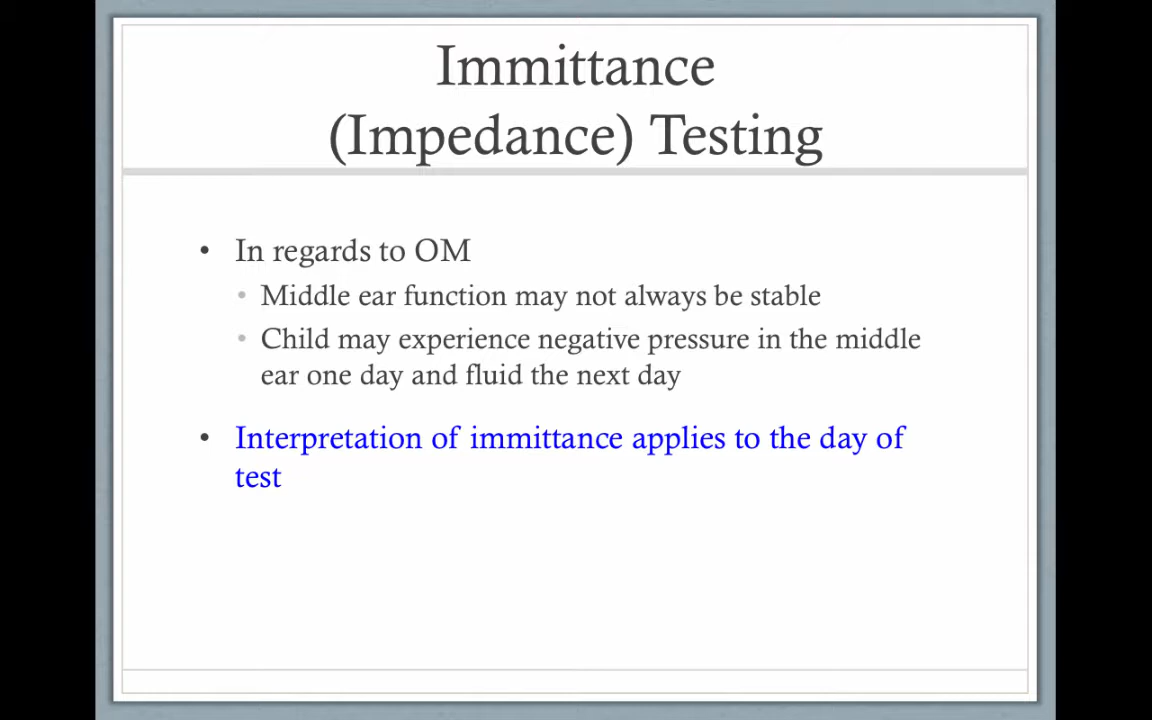 Immittance
(Impedance) Testing
• In regards to OM
• Middle ear function may not always be stable
• Child may experience negative pressure in the middle
ear one day and fluid the next day
• Interpretation of immittance applies to the day of
test